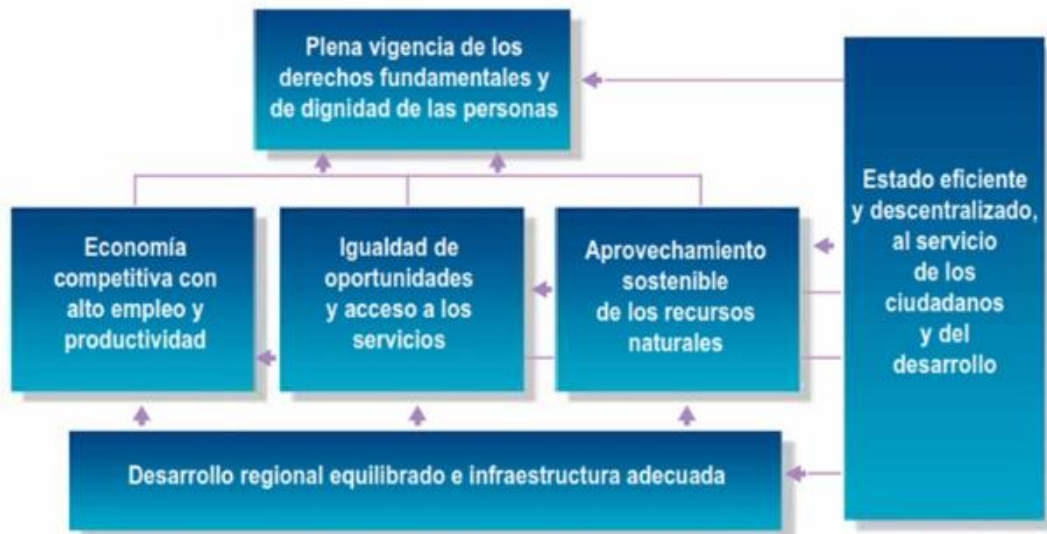 Plena vigencia de los
derechos fundamentales y
de dignidad de las personas
Economía
competitiva con
alto empleo y
productividad
Igualdad de
oportunidades
y acceso a los
servicios
Aprovechamiento
sostenible
de los recursos
naturales
Estado eficiente
y descentralizado,
al servicio
de los
ciudadanos
y del
desarrollo
Desarrollo regional equilibrado e infraestructura adecuada